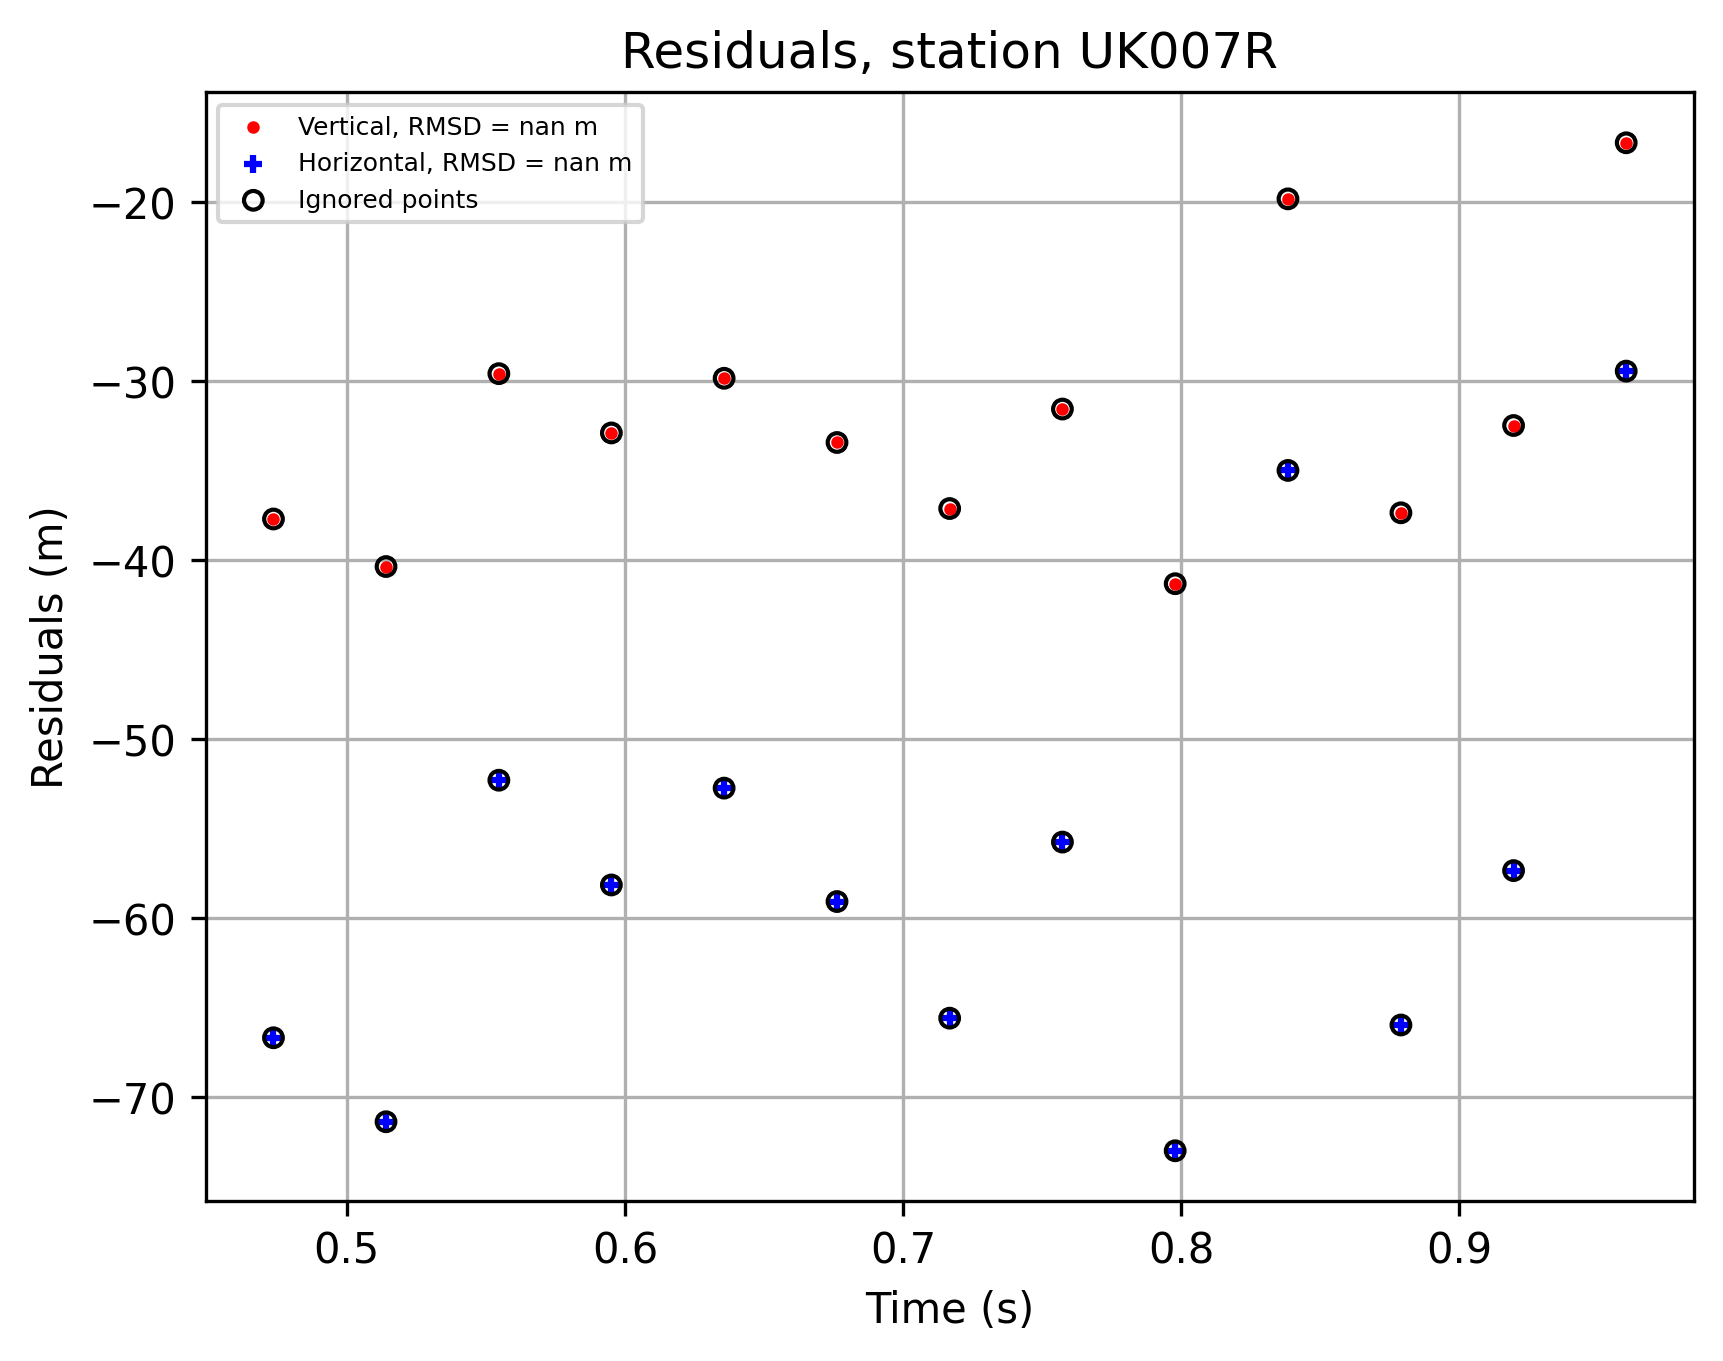 Residuals, station UK007R
Vertical, RMSD = nan m
Horizontal, RMSD = nan m
Ignored points
Residuals (m)
−20
−30
−40
−50
−60
−70
0.5 0.6 0.7 0.8 0.9
Time (s)